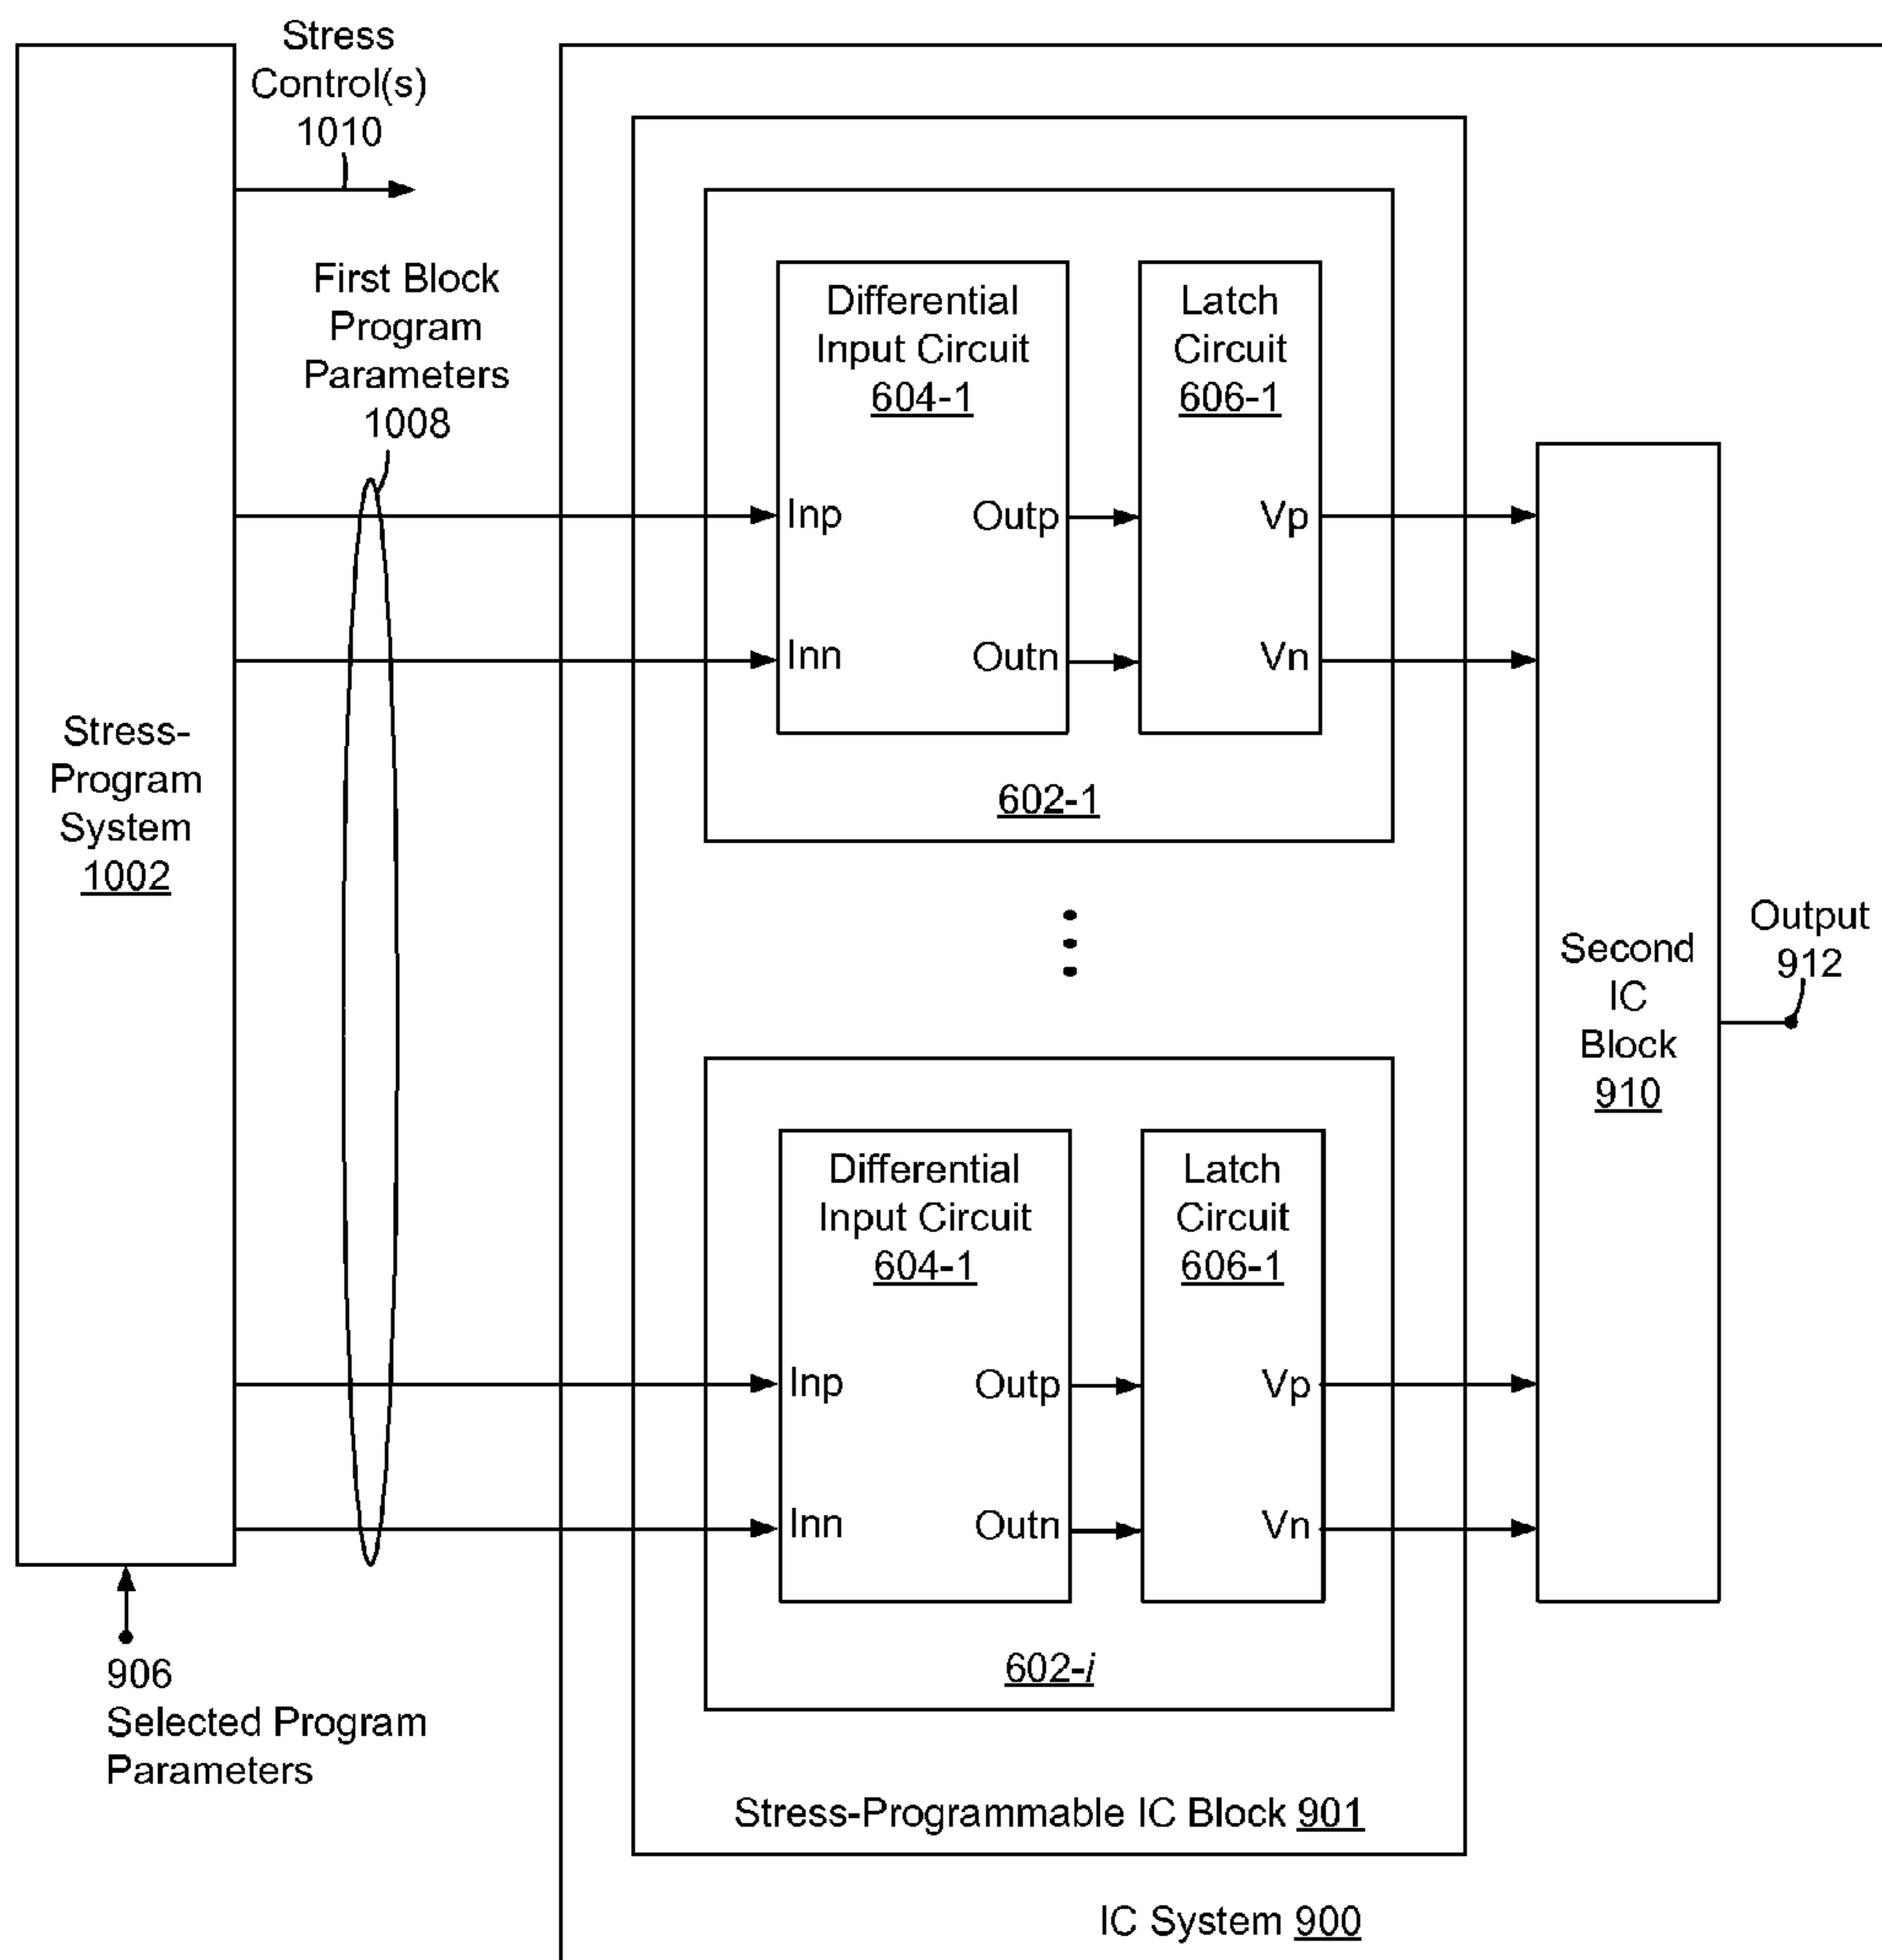 Stress
Control(s)
1010
First Block
Program
Parameters
1008
Stress-
Program
System
1002
906
Selected Program
Parameters
Differential
Input Circuit
604-1
Inp
Outp
Inn
Outn
Latch
Circuit
606-1
Vp
Vn
602-1
Differential
Input Circuit
604-1
Inp
Outp
Inn
Outn
Latch
Circuit
606-1
Vp
Vn
602-i
Stress-Programmable IC Block 901
Second
IC
Block
910
Output
912
IC System 900